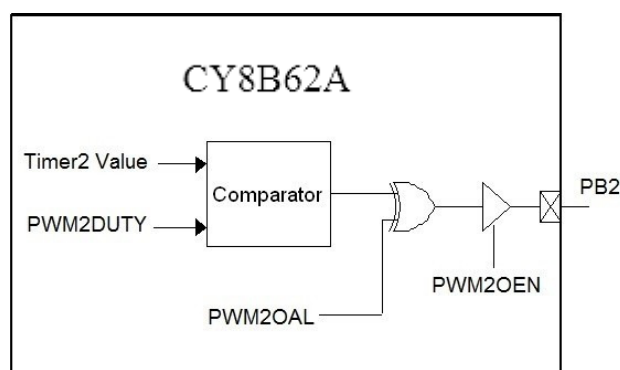 CY8B62A
Timer2 Value
Comparator
PB2
PWM2DUTY
PWM2OEN
PWM2OAL